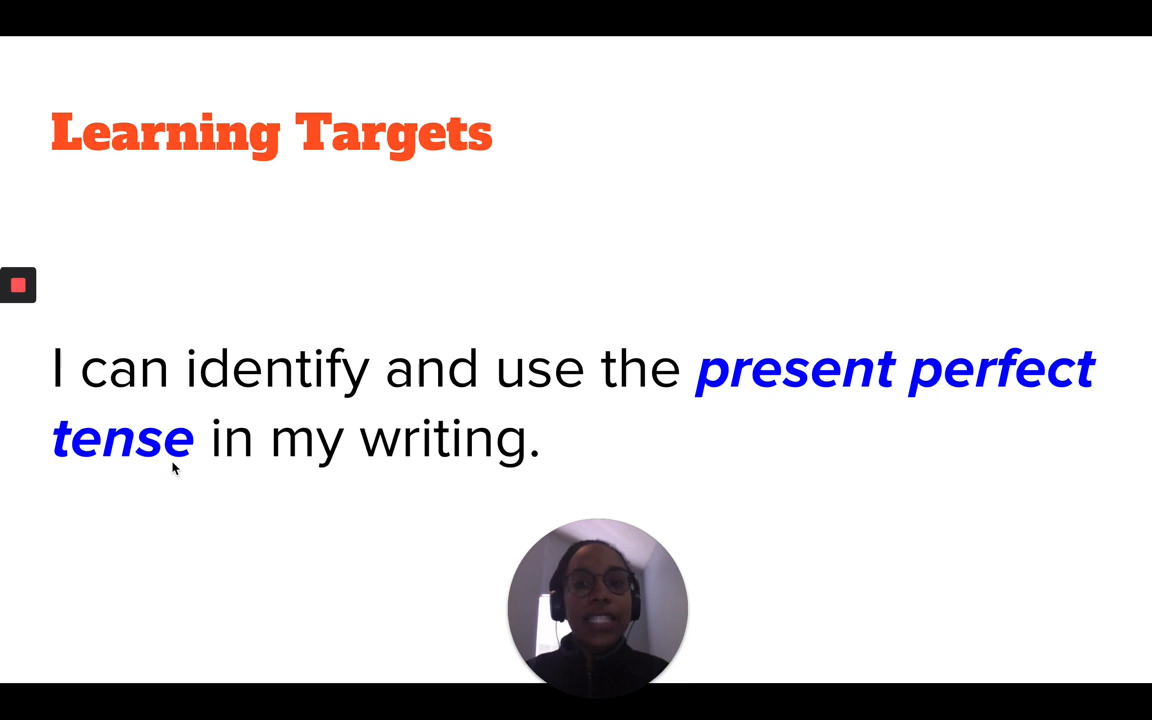 Learning Targets
I can identify and use the present perfect
tense in my writing.